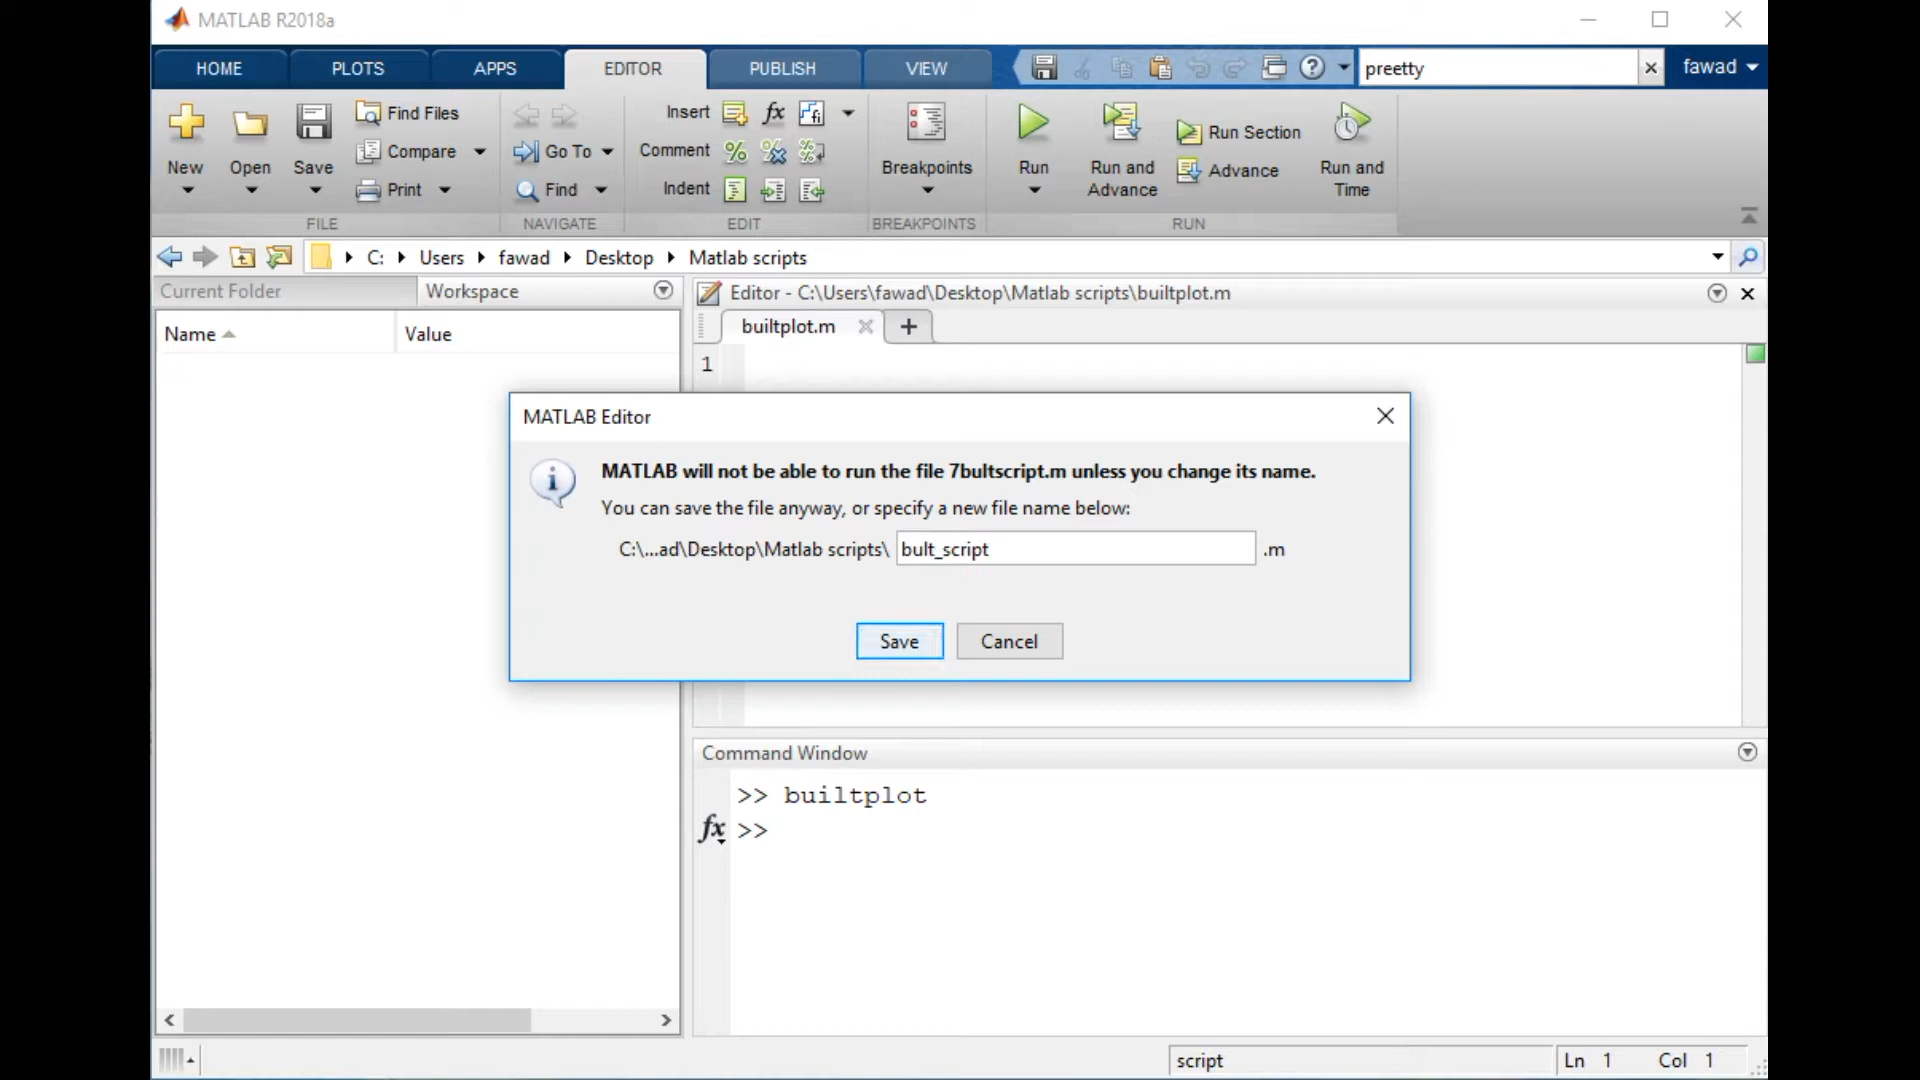 MATLAB R2018a
HOME PLOTS APPS EDITOR PUBLISH VIEW preetty fawad
New Open Save Find Files Compare Print
Go To Find
Insert fx
Comment
Indent
Breakpoints
Run Run and Advance Run Section Advance Run and Time
FILE NAVIGATE EDIT BREAKPOINTS RUN
C: Users fawad Desktop Matlab scripts
Current Folder Workspace
Name Value
Editor - C:\Users\fawad\Desktop\Matlab scripts\builtplot.m
builtplot.m +
1
MATLAB Editor
MATLAB will not be able to run the file 7bultscript.m unless you change its name.
You can save the file anyway, or specify a new file name below:
C:\...ad\Desktop\Matlab scripts\ bult_script .m
Save Cancel
Command Window
>> builtplot
fx >>
script Ln 1 Col 1